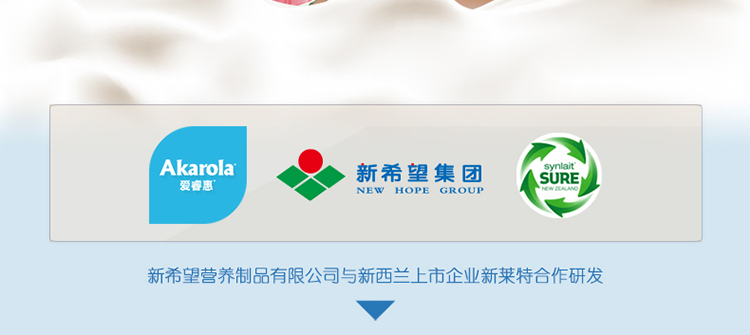 Akarola
爱睿惠
新希望集团
NEW HOPE GROUP
synlait
SURE
NEW ZEALAND
新希望营养制品有限公司与新西兰上市企业新莱特合作研发